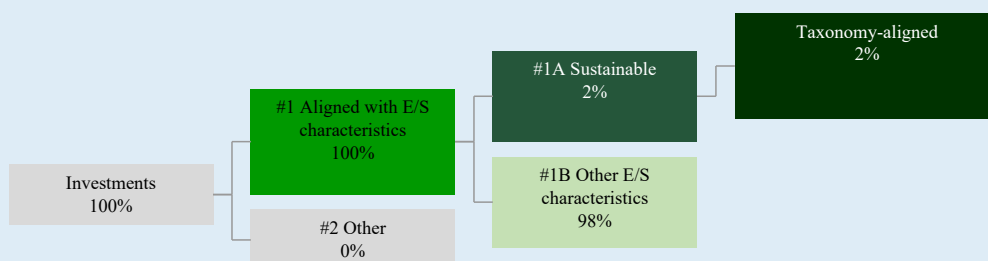 Investments
100%
#1 Aligned with E/S
characteristics
100%
#2 Other
0%
#1A Sustainable
2%
#1B Other E/S
characteristics
98%
Taxonomy-aligned
2%